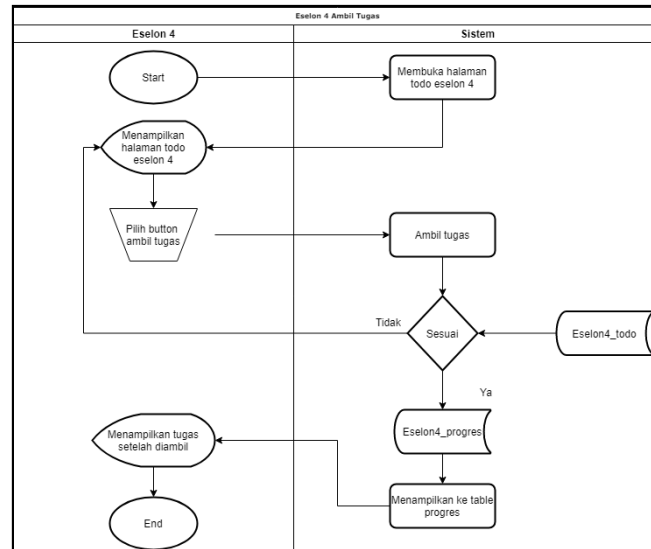 Eselon 4 Ambil Tugas
Eselon 4
Sistem
Start
Membuka halaman
todo eselon 4
Menampilkan
halaman todo
eselon 4
Pilih button
ambil tugas
Ambil tugas
Tidak
Sesuai
Eselon4_todo
Ya
Eselon4_progres
Menampilkan tugas
setelah diambil
Menampilkan ke table
progres
End